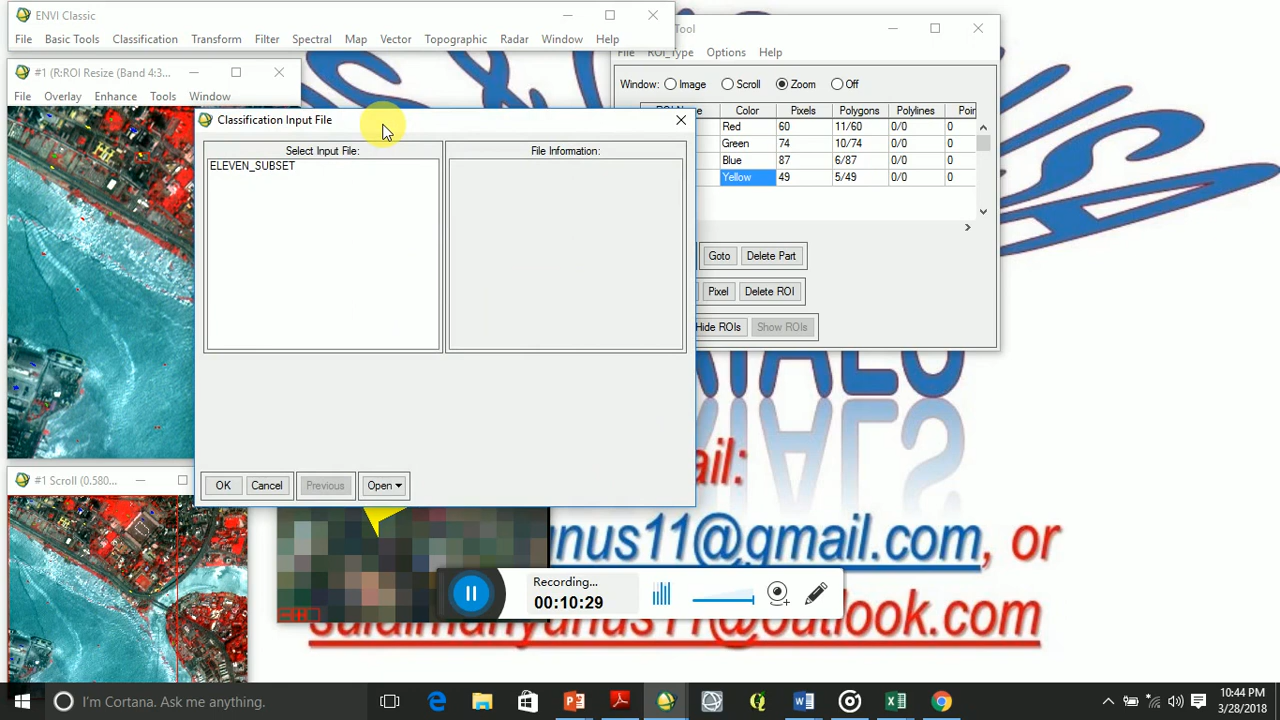 ENVI Classic
File Basic Tools Classification Transform Filter Spectral Map Vector Topographic Radar Window Help
Tool
File ROI_Type Options Help
#1 (R:ROI Resize (Band 4:3...
File Overlay Enhance Tools Window
Window: Image Scroll Zoom Off
ROI Name Color Pixels Polygons Polylines Poin
Red 60 11/60 0/0 0
Green 74 10/74 0/0 0
Blue 87 6/87 0/0 0
Yellow 49 5/49 0/0 0
Goto Delete Part
Pixel Delete ROI
Hide ROIs Show ROIs
Classification Input File
Select Input File: File Information:
ELEVEN_SUBSET
OK Cancel Previous Open
#1 Scroll (0.580...
ail:
unus11@gmail.com, or
@outlook.com
Recording...
00:10:29
I'm Cortana. Ask me anything.
10:44 PM
3/28/2018